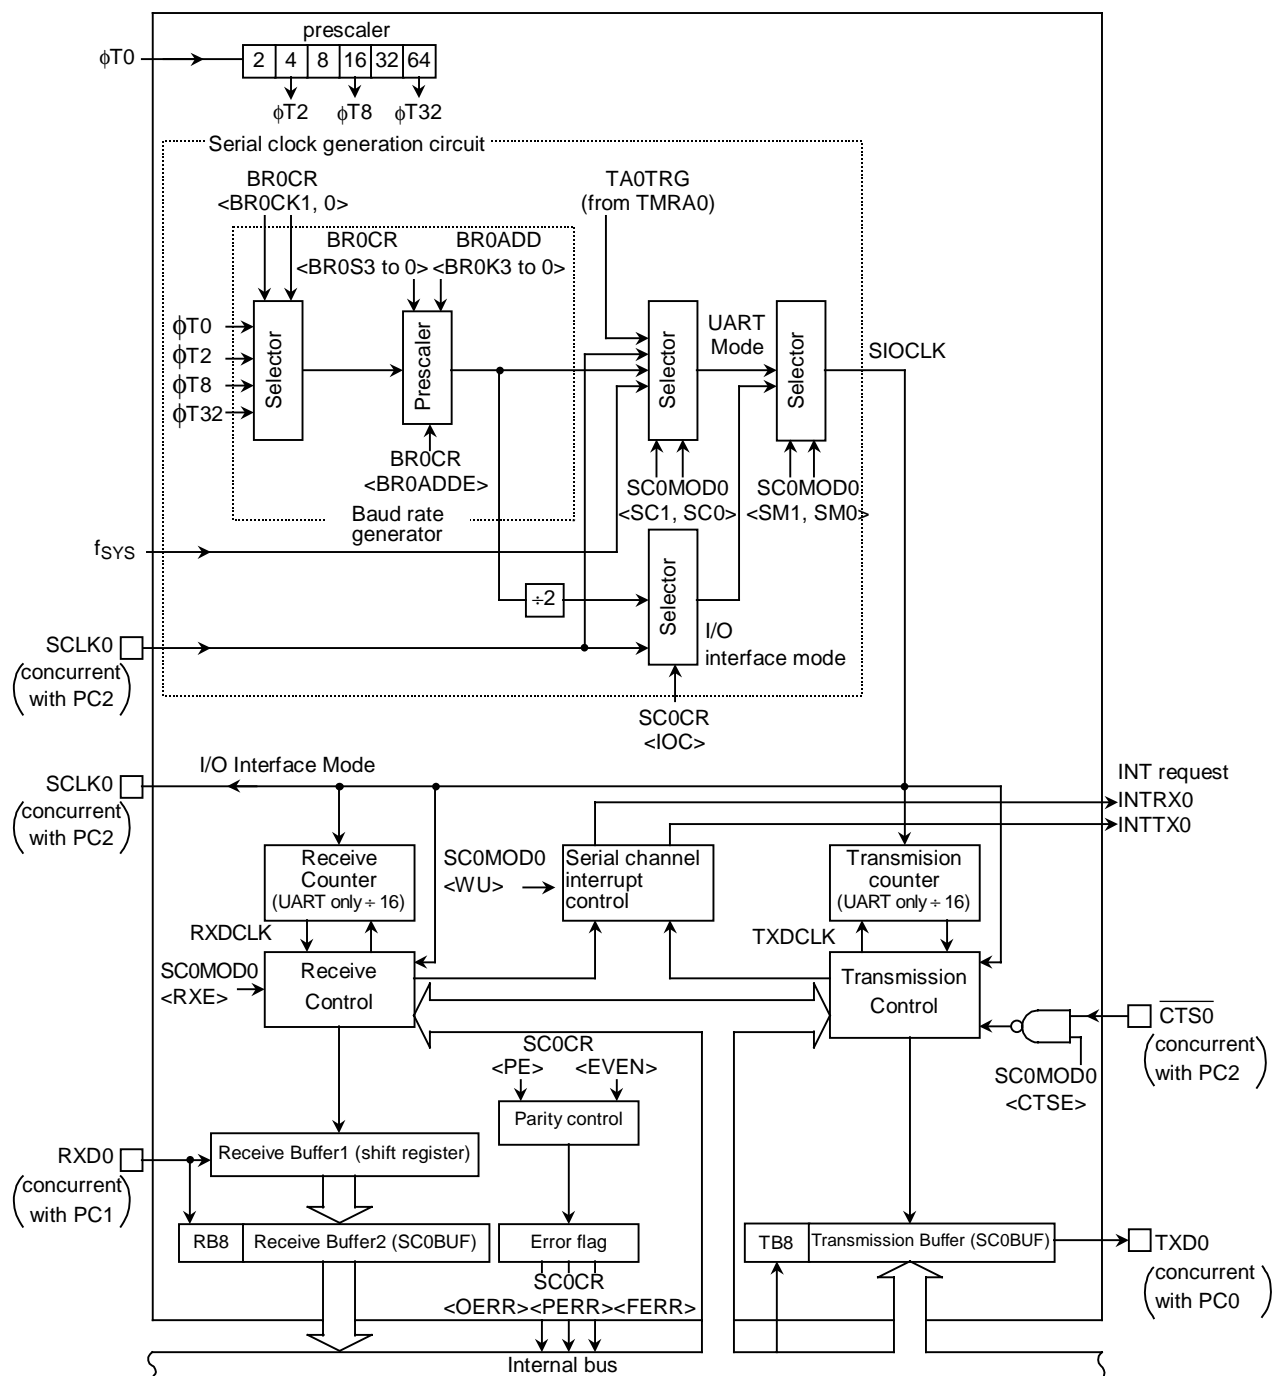 prescaler
ϕT0
2 4 8 16 32 64
ϕT2 ϕT8 ϕT32
Serial clock generation circuit
BR0CR
<BR0CK1, 0>
TA0TRG
(from TMRA0)
BR0CR
<BR0S3 to 0>
BR0ADD
<BR0K3 to 0>
ϕT0
ϕT2
ϕT8
ϕT32
Selector
Prescaler
Selector
UART
Mode
Selector
SIOCLK
BR0CR
<BR0ADDE>
SC0MOD0
<SC1, SC0>
SC0MOD0
<SM1, SM0>
Baud rate
generator
fSYS
÷2
Selector
I/O
interface mode
SCLK0
(concurrent
with PC2)
SC0CR
<IOC>
I/O Interface Mode
SCLK0
(concurrent
with PC2)
INT request
INTRX0
INTTX0
Receive
Counter
(UART only ÷ 16)
SC0MOD0
<WU>
Serial channel
interrupt
control
Transmision
counter
(UART only ÷ 16)
RXDCLK
TXDCLK
SC0MOD0
<RXE>
Receive
Control
Transmission
Control
CTS0
(concurrent
with PC2)
SC0MOD0
<CTSE>
SC0CR
<PE> <EVEN>
Parity control
RXD0
(concurrent
with PC1)
Receive Buffer1 (shift register)
RB8 Receive Buffer2 (SC0BUF)
Error flag
TB8 Transmission Buffer (SC0BUF)
TXD0
(concurrent
with PC0)
SC0CR
<OERR><PERR><FERR>
Internal bus